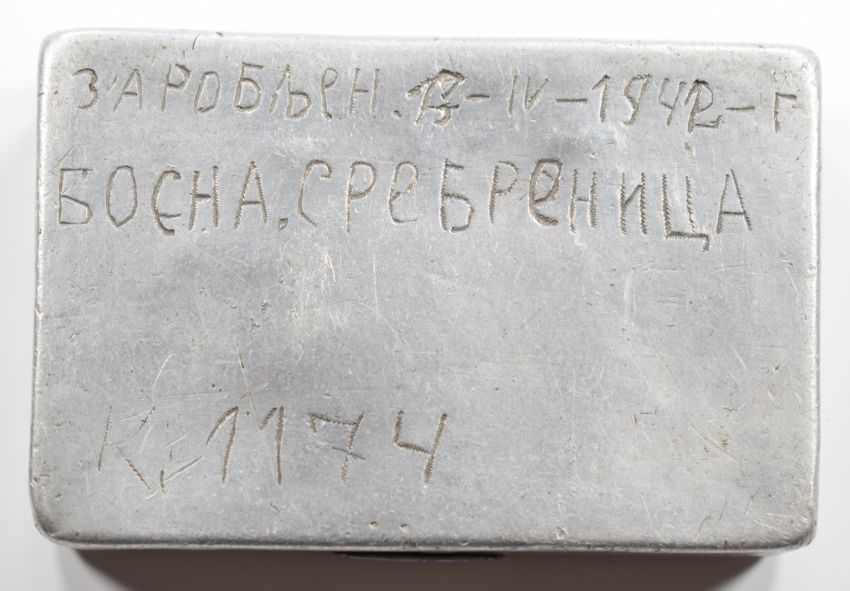 ЗАРОБЉЕН. 13-IV-1942-Г
БОСНА. СРЕБРЕНИЦА
К. 1174